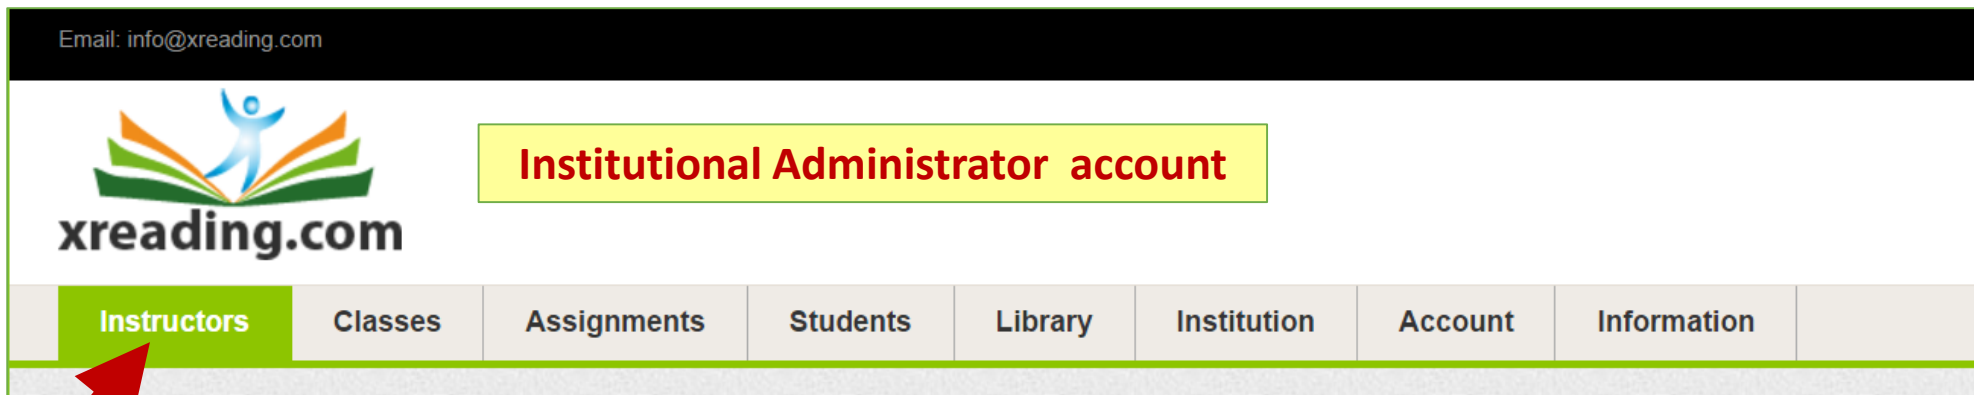 Email: info@xreading.com
Institutional Administrator  account
xreading.com
Instructors Classes Assignments Students Library Institution Account Information